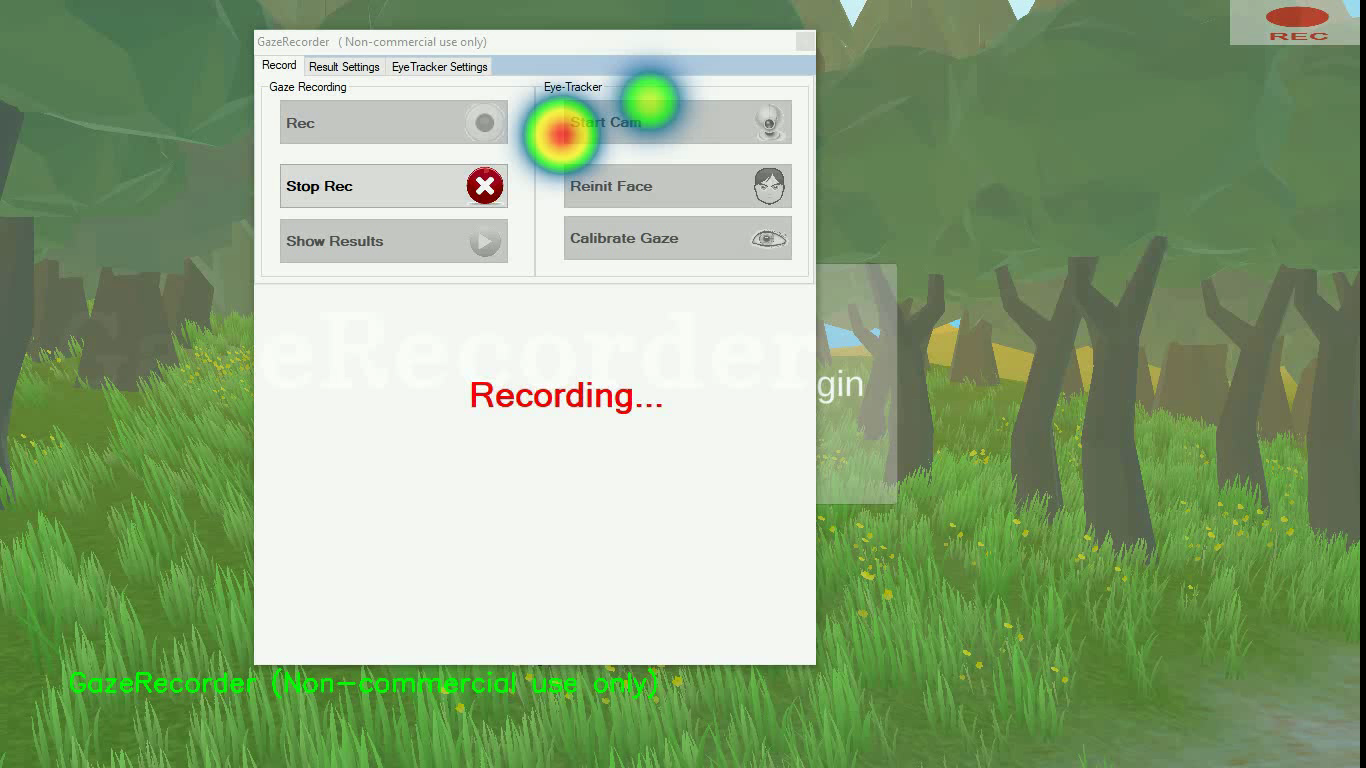 REC
GazeRecorder ( Non-commercial use only)
Record Result Settings EyeTracker Settings
Gaze Recording
Rec
Stop Rec
Show Results
Eye-Tracker
Start Cam
Reinit Face
Calibrate Gaze
GazeRecorder
Recording...
gin
GazeRecorder (Non-commercial use only)